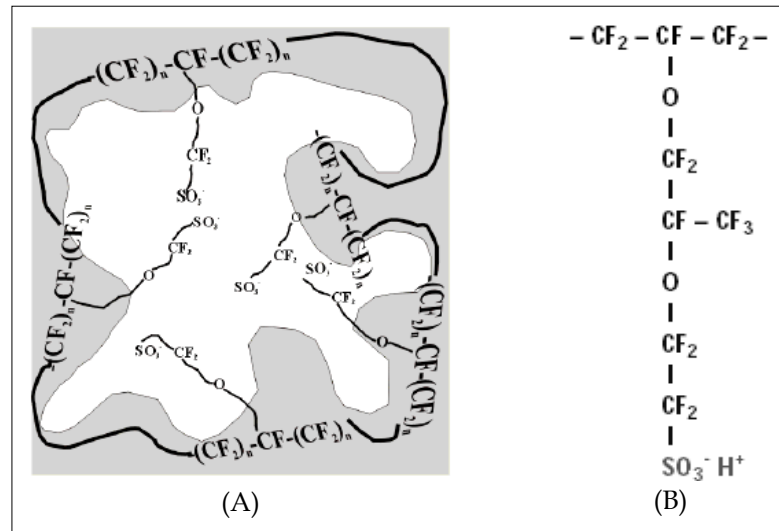 -(CF₂)ₙ-CF-(CF₂)ₙ
O
CF₂
SO₃⁻
-(CF₂)ₙ-CF-(CF₂)ₙ
O
CF₂
SO₃⁻
-(CF₂)ₙ-CF-(CF₂)ₙ
O
CF₂
SO₃⁻
-(CF₂)ₙ-CF-(CF₂)ₙ
O
CF₂
SO₃⁻
-(CF₂)ₙ-CF-(CF₂)ₙ
O
CF₂
SO₃⁻
(A)
– CF₂ – CF – CF₂ –
O
CF₂
CF – CF₃
O
CF₂
CF₂
SO₃⁻ H⁺
(B)